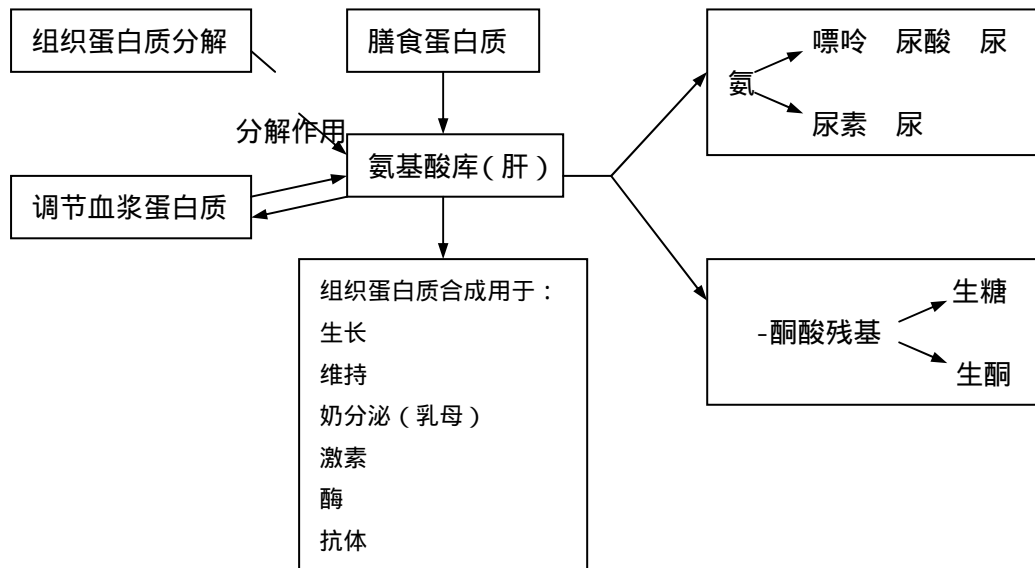 组织蛋白质分解
膳食蛋白质
嘌呤 尿酸 尿
氨
尿素 尿
分解作用
氨基酸库（肝）
调节血浆蛋白质
组织蛋白质合成用于：
生长
维持
奶分泌（乳母）
激素
酶
抗体
生糖
-酮酸残基
生酮